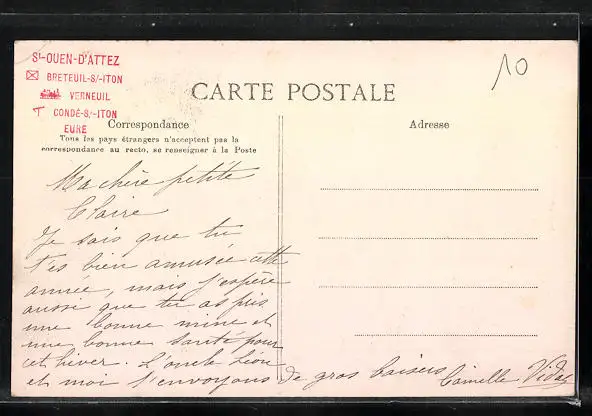 St-OUEN-D'ATTEZ
BRETEUIL-S/-ITON
VERNEUIL
T CONDÉ-S/-ITON
EURE
10
CARTE POSTALE
Correspondance
Tous les pays étrangers n'acceptent pas la
correspondance au recto, se renseigner à la Poste
Adresse
Ma chère petite
Claire
Je sais que tu
t'es bien amusée cette
année, mais j'espère
aussi que tu as pris
une bonne mine et
une bonne santé pour
cet hiver. L'oncle Léon
et moi t'envoyons de gros baisers Camille Vidal